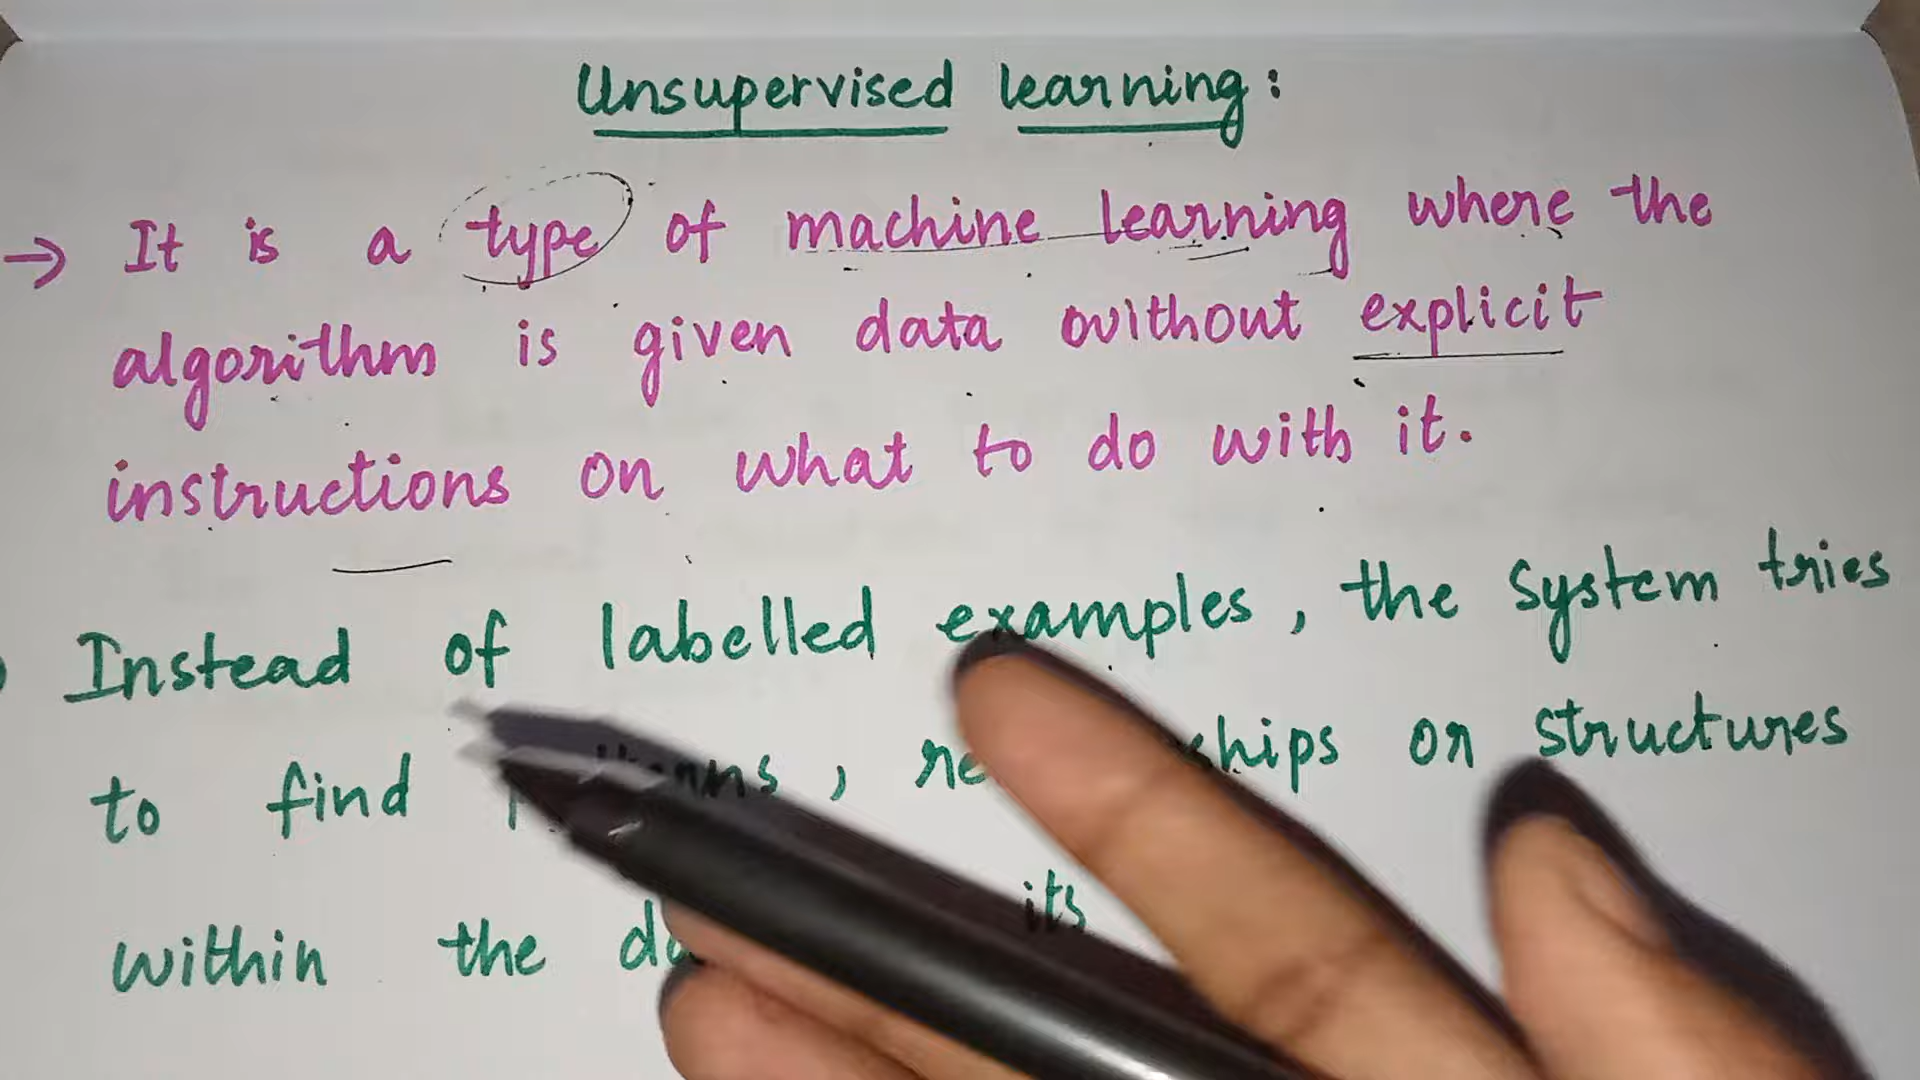 Unsupervised learning:
→ It is a type of machine learning where the
algorithm is given data without explicit
instructions on what to do with it.
Instead of labelled examples, the system tries
to find or structures
within the its